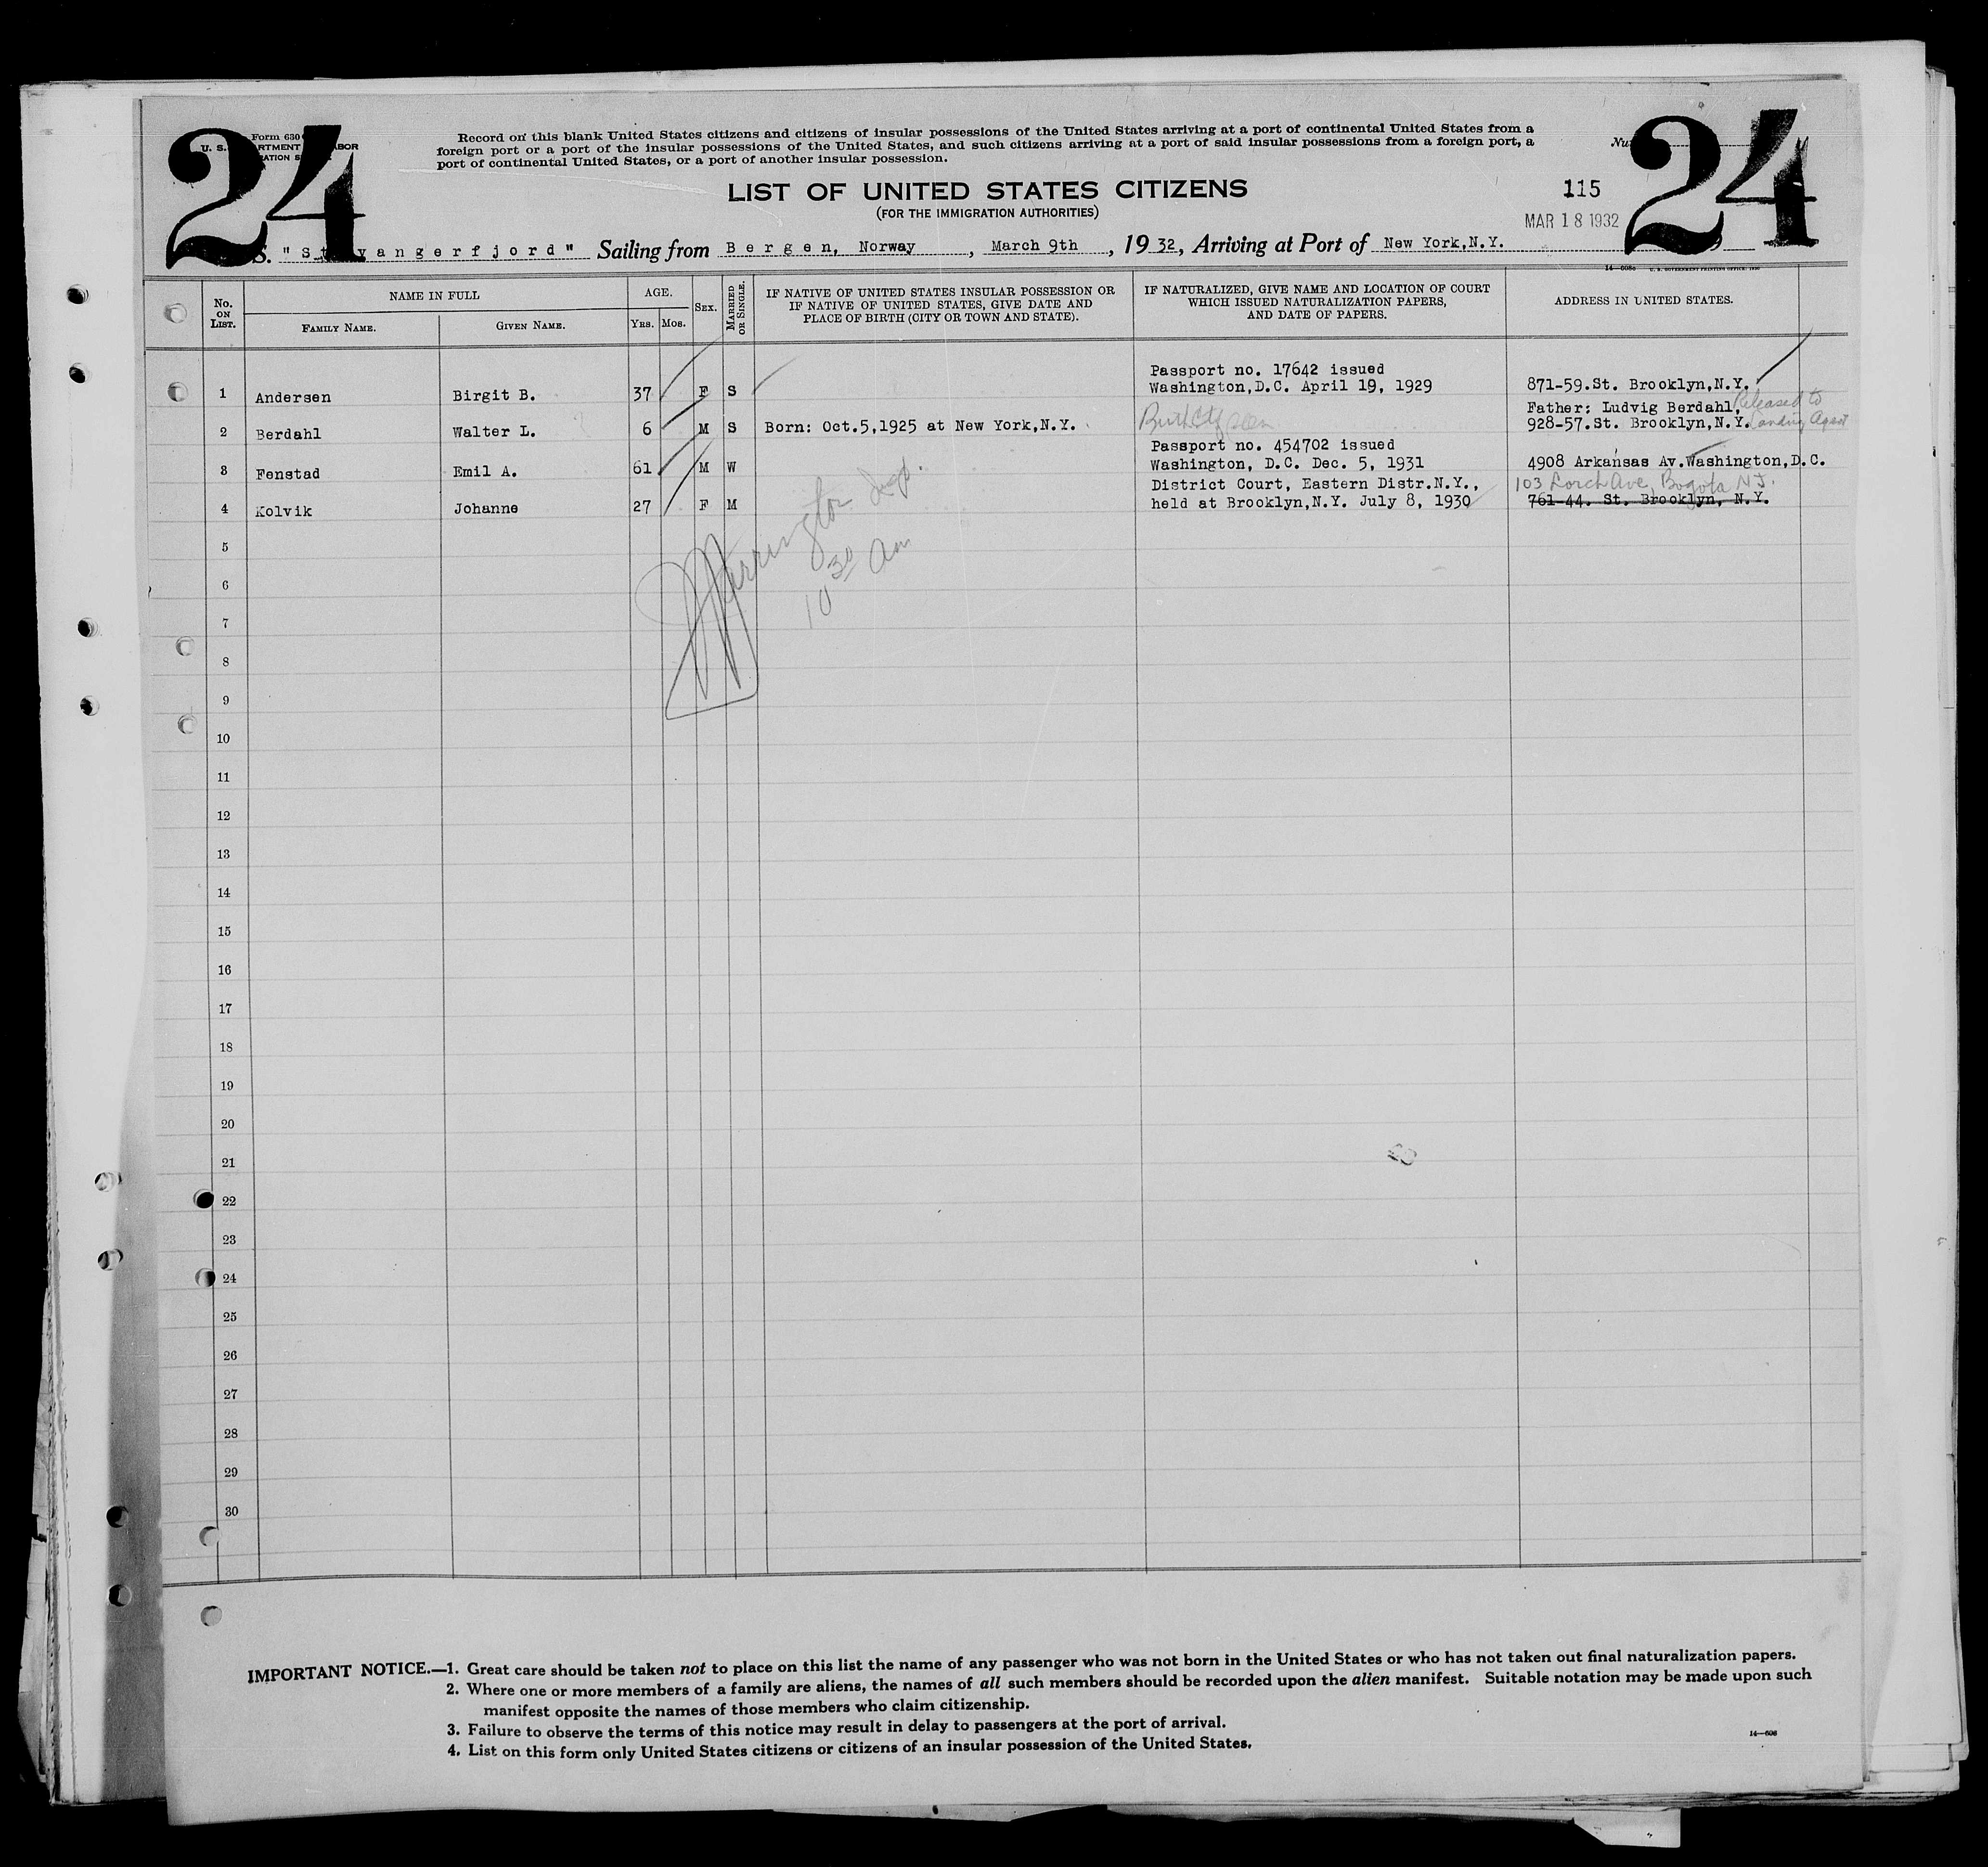 24
Form 630
U. S.
RATION
Record on this blank United States citizens and citizens of insular possessions of the United States arriving at a port of continental United States from a
foreign port or a port of the insular possessions of the United States, and such citizens arriving at a port of said insular possessions from a foreign port, a
port of continental United States, or a port of another insular possession.
24
LIST OF UNITED STATES CITIZENS
(FOR THE IMMIGRATION AUTHORITIES)
115
MAR 18 1932
S. "Stavangerfjord" Sailing from Bergen, Norway, March 9th, 1932, Arriving at Port of New York,N.Y.
No. ON LIST.
NAME IN FULL
FAMILY NAME.
GIVEN NAME.
AGE.
YRS.
MOS.
SEX.
MARRIED OR SINGLE.
IF NATIVE OF UNITED STATES INSULAR POSSESSION OR
IF NATIVE OF UNITED STATES, GIVE DATE AND
PLACE OF BIRTH (CITY OR TOWN AND STATE).
IF NATURALIZED, GIVE NAME AND LOCATION OF COURT
WHICH ISSUED NATURALIZATION PAPERS,
AND DATE OF PAPERS.
ADDRESS IN UNITED STATES.
Passport no. 17642 issued
1 Andersen Birgit B. 37 F S Washington,D.C. April 19, 1929 871-59.St. Brooklyn,N.Y.
Father: Ludvig Berdahl, Released to
2 Berdahl Walter L. 6 M S Born: Oct.5,1925 at New York,N.Y. Birth Ctf seen 928-57.St. Brooklyn,N.Y. Landing Agent
Passport no. 454702 issued
3 Fenstad Emil A. 61 M W Washington, D.C. Dec. 5, 1931 4908 Arkansas Av.Washington,D.C.
District Court, Eastern Distr.N.Y., 103 Lorch Ave, Bogota NJ.
4 Kolvik Johanne 27 F M held at Brooklyn,N.Y. July 8, 1930 761-44. St. Brooklyn, N.Y.
Harrington Insp.
10 30 am
5
6
7
8
9
10
11
12
13
14
15
16
17
18
19
20
21
22
23
24
25
26
27
28
29
30
IMPORTANT NOTICE.—1. Great care should be taken not to place on this list the name of any passenger who was not born in the United States or who has not taken out final naturalization papers.
2. Where one or more members of a family are aliens, the names of all such members should be recorded upon the alien manifest. Suitable notation may be made upon such
manifest opposite the names of those members who claim citizenship.
3. Failure to observe the terms of this notice may result in delay to passengers at the port of arrival.
4. List on this form only United States citizens or citizens of an insular possession of the United States.
14—608